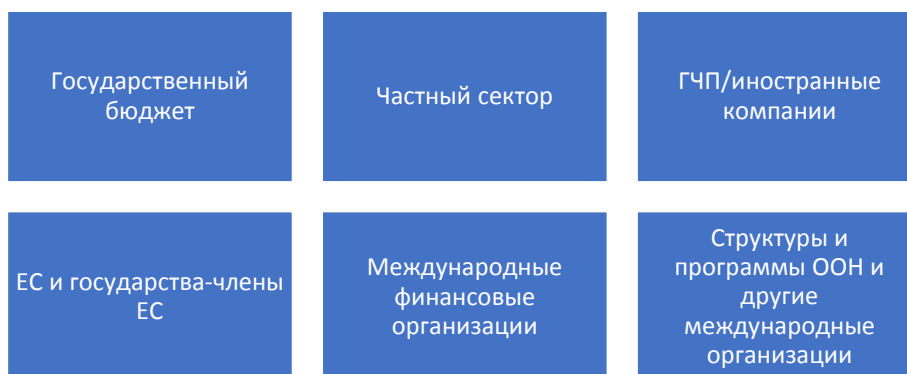 Государственный
бюджет
Частный сектор
ГЧП/иностранные
компании
ЕС и государства-члены
ЕС
Международные
финансовые
организации
Структуры и
программы ООН и
другие
международные
организации